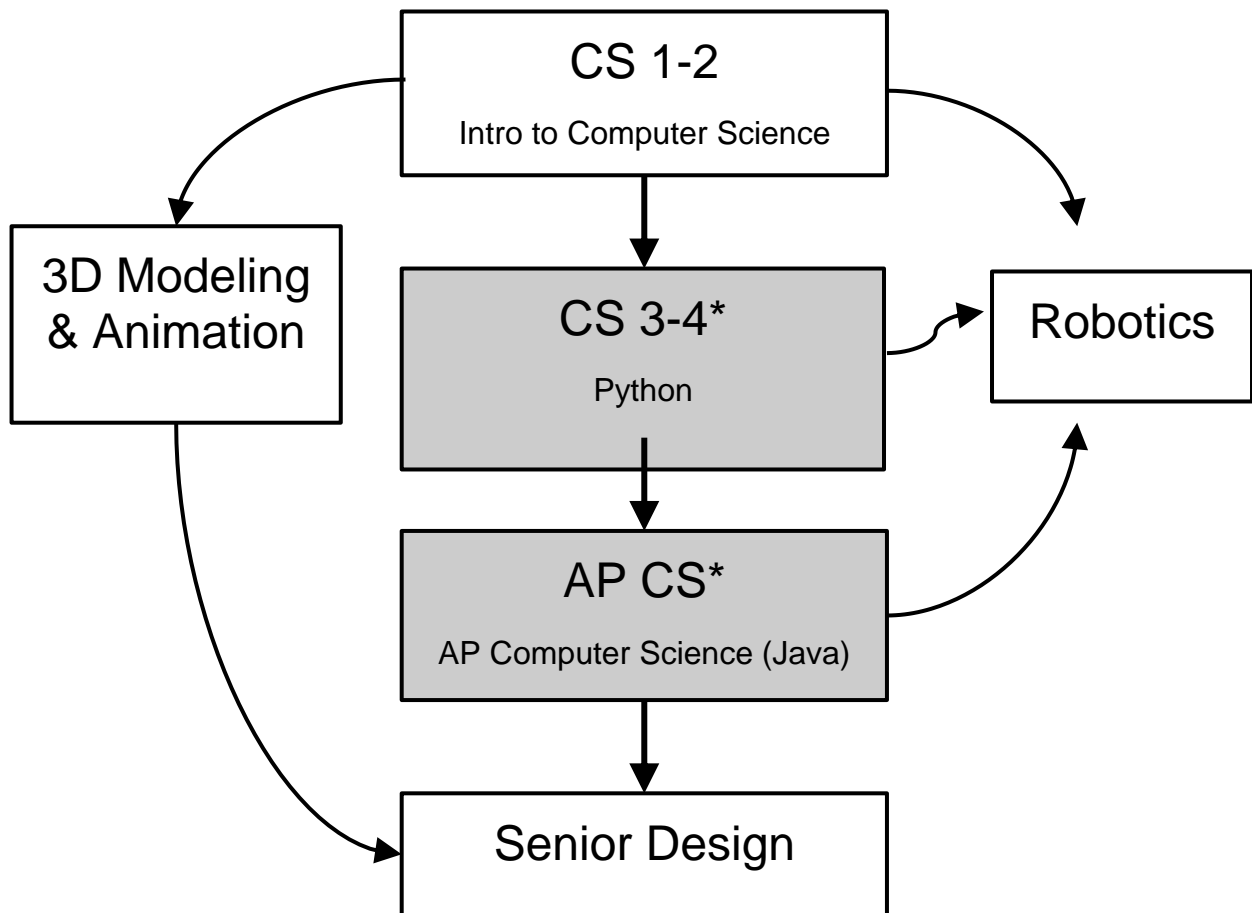 CS 1-2
Intro to Computer Science
3D Modeling
& Animation
CS 3-4*
Python
Robotics
AP CS*
AP Computer Science (Java)
Senior Design